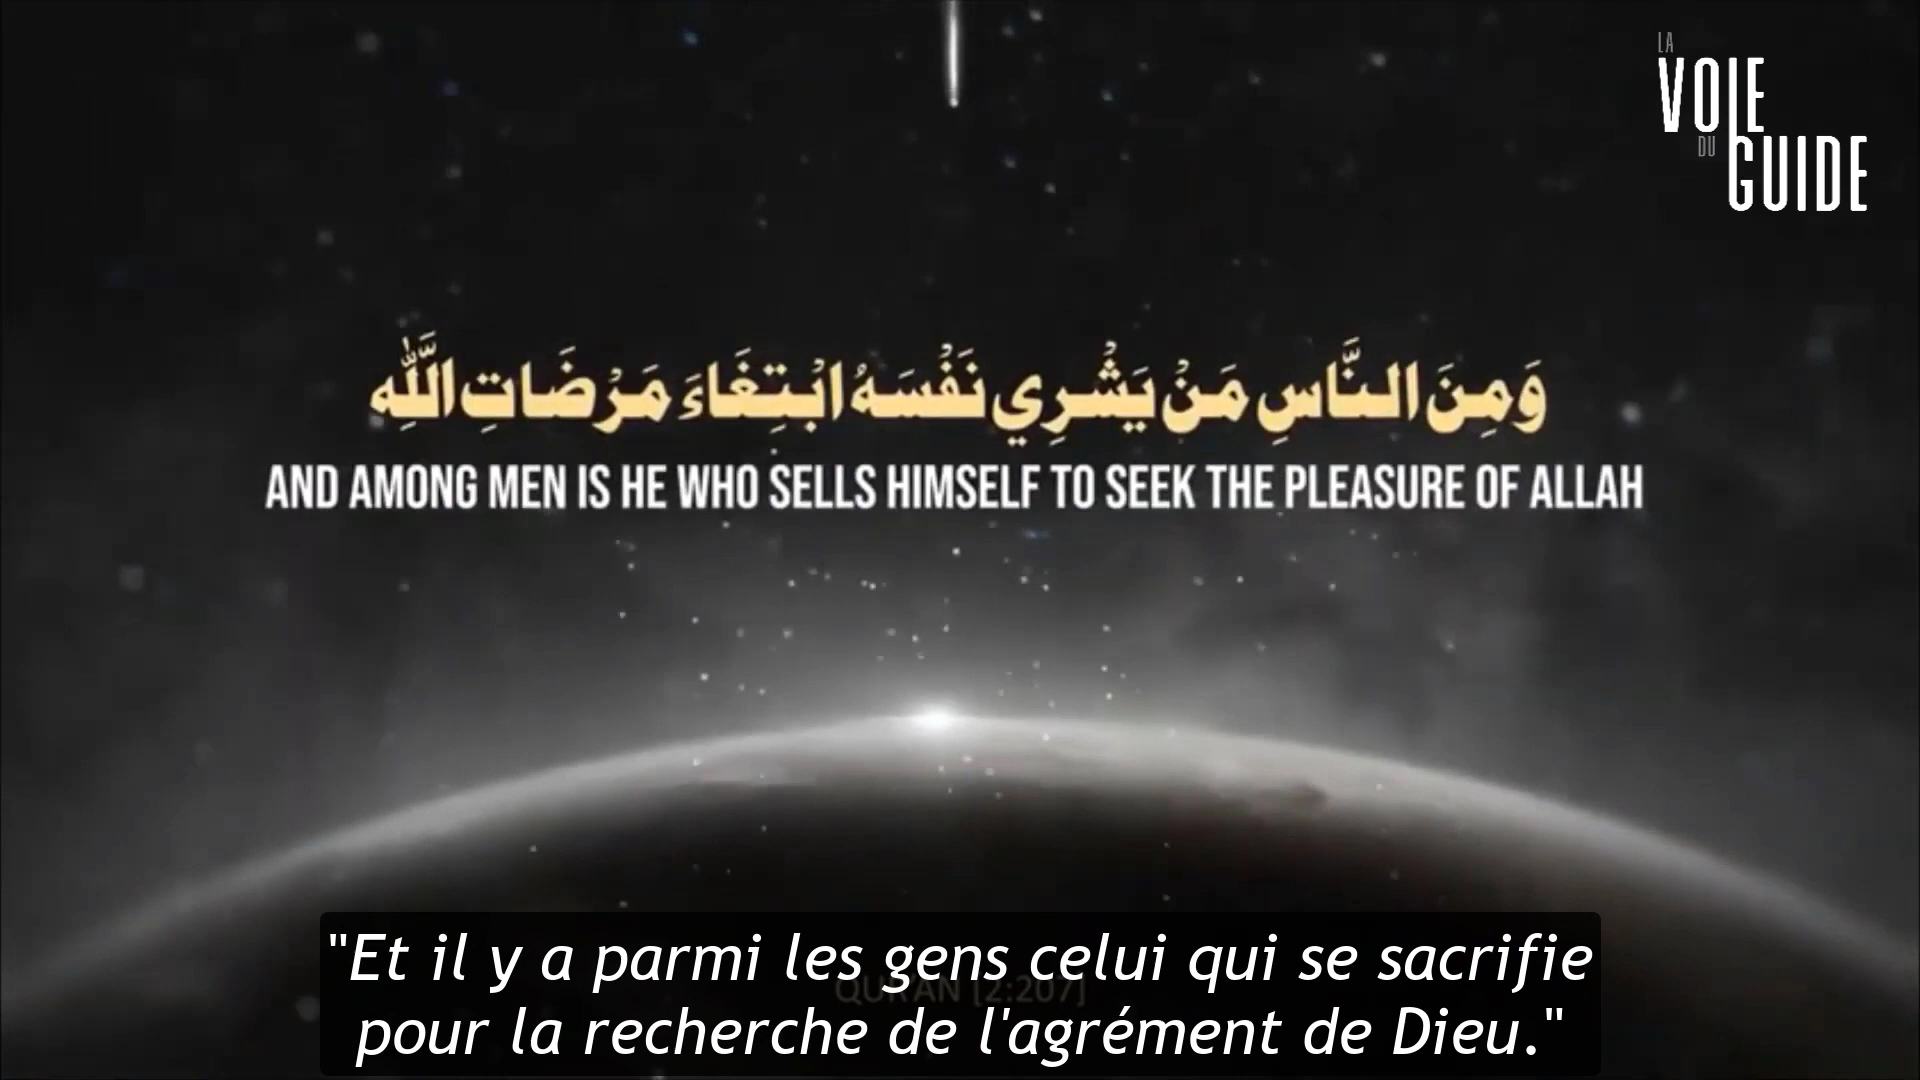 LA
VOIE
DU
GUIDE
وَمِنَ النَّاسِ مَنْ يَشْرِي نَفْسَهُ ابْتِغَاءَ مَرْضَاتِ اللَّهِ
AND AMONG MEN IS HE WHO SELLS HIMSELF TO SEEK THE PLEASURE OF ALLAH
"Et il y a parmi les gens celui qui se sacrifie
QUR'AN [2:207]
pour la recherche de l'agrément de Dieu."